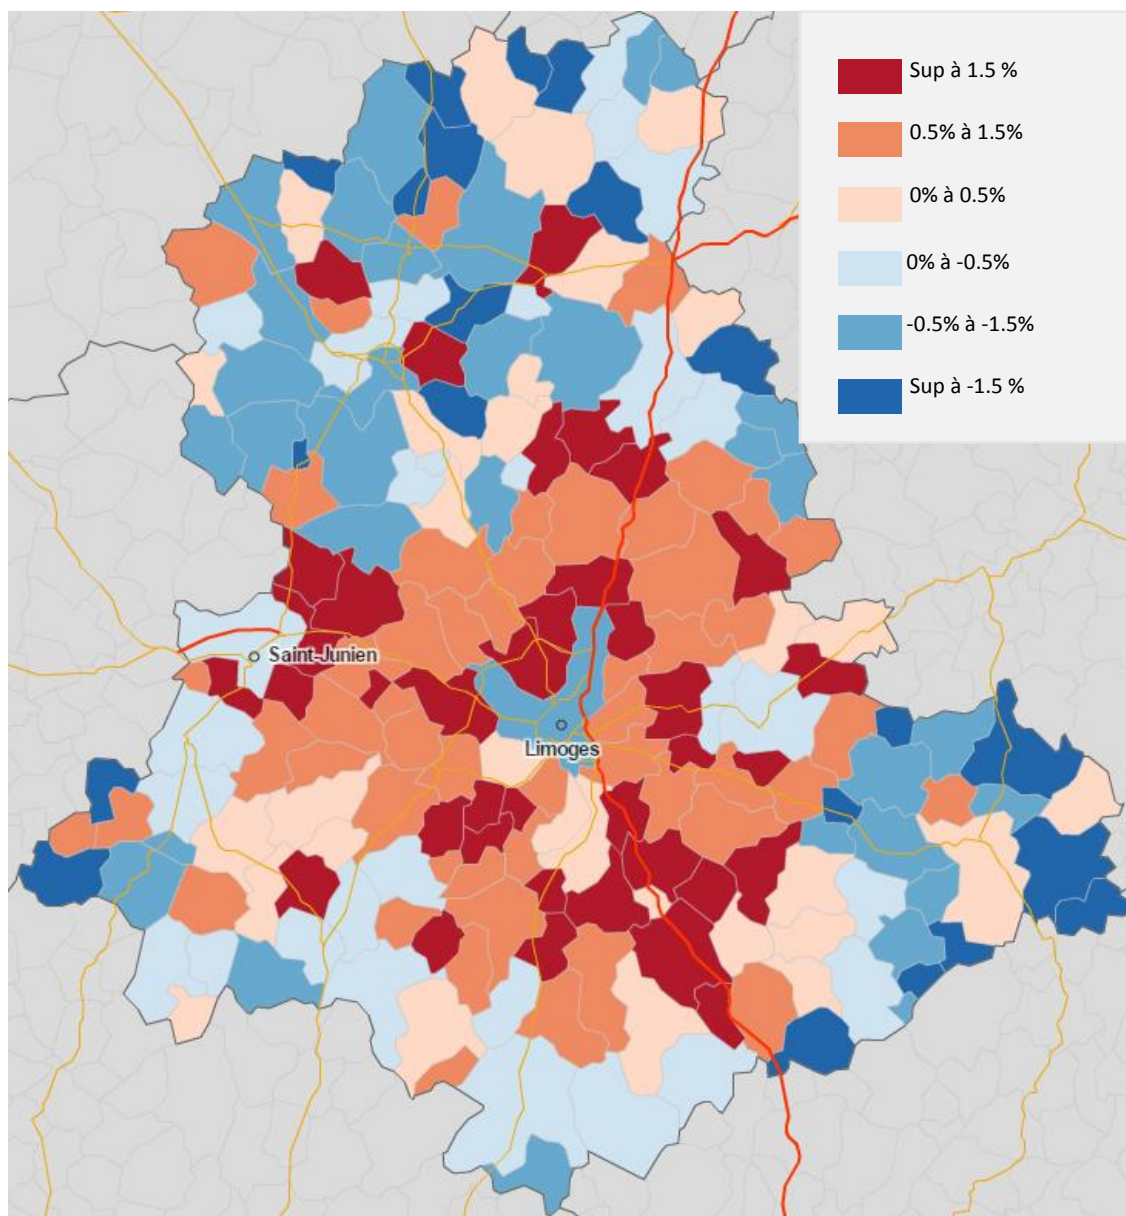 Sup à 1.5 %
0.5% à 1.5%
0% à 0.5%
0% à -0.5%
-0.5% à -1.5%
Sup à -1.5 %
Saint-Junien
Limoges